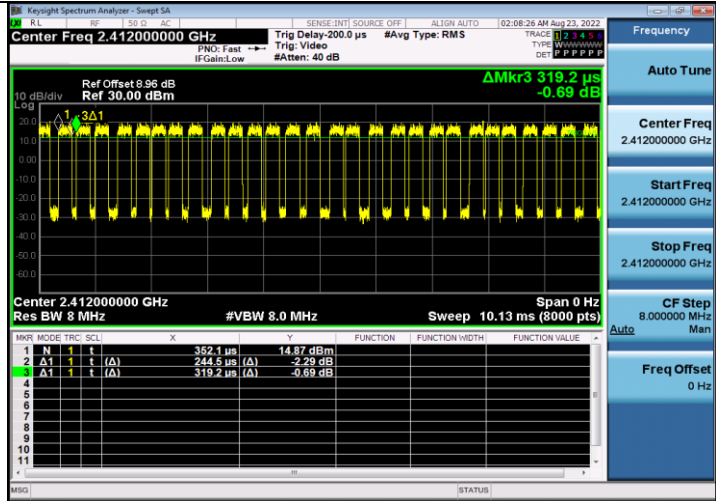 Keysight Spectrum Analyzer - Swept SA
RL RF 50 Ω AC SENSE:INT SOURCE OFF ALIGN AUTO 02:08:26 AM Aug 23, 2022
Center Freq 2.412000000 GHz
PNO: Fast
IFGain:Low
Trig Delay-200.0 µs
Trig: Video
#Atten: 40 dB
#Avg Type: RMS
TRACE 1 2 3 4 5 6
TYPE WWWWWW
DET P P P P P P
ΔMkr3 319.2 µs
-0.69 dB
Ref Offset 8.96 dB
10 dB/div Ref 30.00 dBm
Log
1 3Δ1
20.0
10.0
0.00
-10.0
-20.0
-30.0
-40.0
-50.0
-60.0
Center 2.412000000 GHz Span 0 Hz
Res BW 8 MHz #VBW 8.0 MHz Sweep 10.13 ms (8000 pts)
MKR MODE TRC SCL X Y FUNCTION FUNCTION WIDTH FUNCTION VALUE
1 N 1 t 352.1 µs 14.87 dBm
2 Δ1 1 t (Δ) 244.5 µs (Δ) -2.29 dB
3 Δ1 1 t (Δ) 319.2 µs (Δ) -0.69 dB
4
5
6
7
8
9
10
11
MSG STATUS
Frequency
Auto Tune
Center Freq
2.412000000 GHz
Start Freq
2.412000000 GHz
Stop Freq
2.412000000 GHz
CF Step
8.000000 MHz
Auto Man
Freq Offset
0 Hz